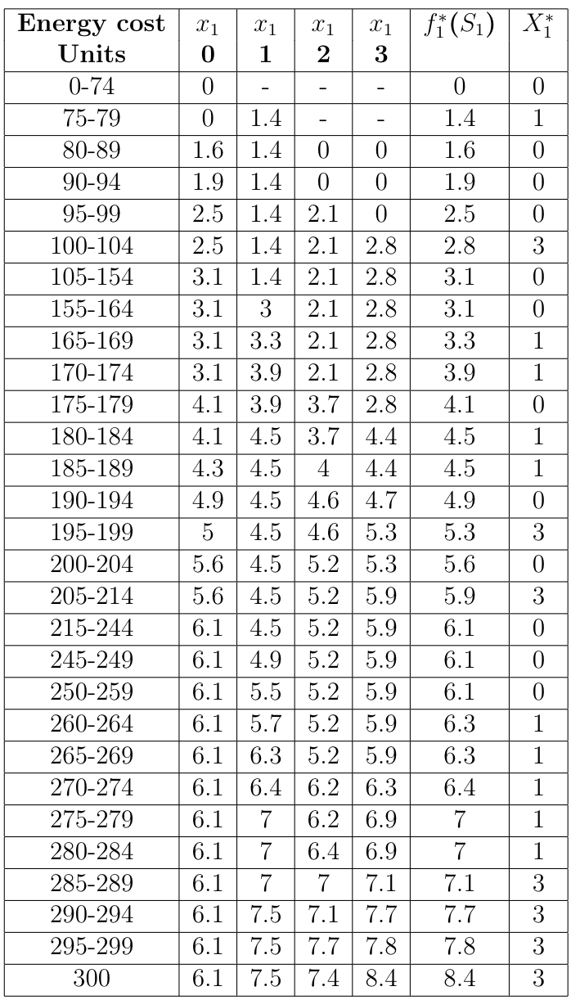 Energy cost x₁ x₁ x₁ x₁ f₁*(S₁) X₁*
Units 0 1 2 3
0-74 0 - - - 0 0
75-79 0 1.4 - - 1.4 1
80-89 1.6 1.4 0 0 1.6 0
90-94 1.9 1.4 0 0 1.9 0
95-99 2.5 1.4 2.1 0 2.5 0
100-104 2.5 1.4 2.1 2.8 2.8 3
105-154 3.1 1.4 2.1 2.8 3.1 0
155-164 3.1 3 2.1 2.8 3.1 0
165-169 3.1 3.3 2.1 2.8 3.3 1
170-174 3.1 3.9 2.1 2.8 3.9 1
175-179 4.1 3.9 3.7 2.8 4.1 0
180-184 4.1 4.5 3.7 4.4 4.5 1
185-189 4.3 4.5 4 4.4 4.5 1
190-194 4.9 4.5 4.6 4.7 4.9 0
195-199 5 4.5 4.6 5.3 5.3 3
200-204 5.6 4.5 5.2 5.3 5.6 0
205-214 5.6 4.5 5.2 5.9 5.9 3
215-244 6.1 4.5 5.2 5.9 6.1 0
245-249 6.1 4.9 5.2 5.9 6.1 0
250-259 6.1 5.5 5.2 5.9 6.1 0
260-264 6.1 5.7 5.2 5.9 6.3 1
265-269 6.1 6.3 5.2 5.9 6.3 1
270-274 6.1 6.4 6.2 6.3 6.4 1
275-279 6.1 7 6.2 6.9 7 1
280-284 6.1 7 6.4 6.9 7 1
285-289 6.1 7 7 7.1 7.1 3
290-294 6.1 7.5 7.1 7.7 7.7 3
295-299 6.1 7.5 7.7 7.8 7.8 3
300 6.1 7.5 7.4 8.4 8.4 3